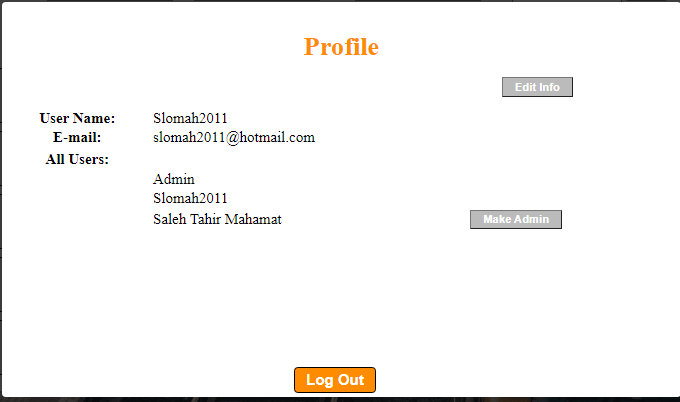 Profile
Edit Info
User Name: Slomah2011
E-mail: slomah2011@hotmail.com
All Users:
Admin
Slomah2011
Saleh Tahir Mahamat Make Admin
Log Out